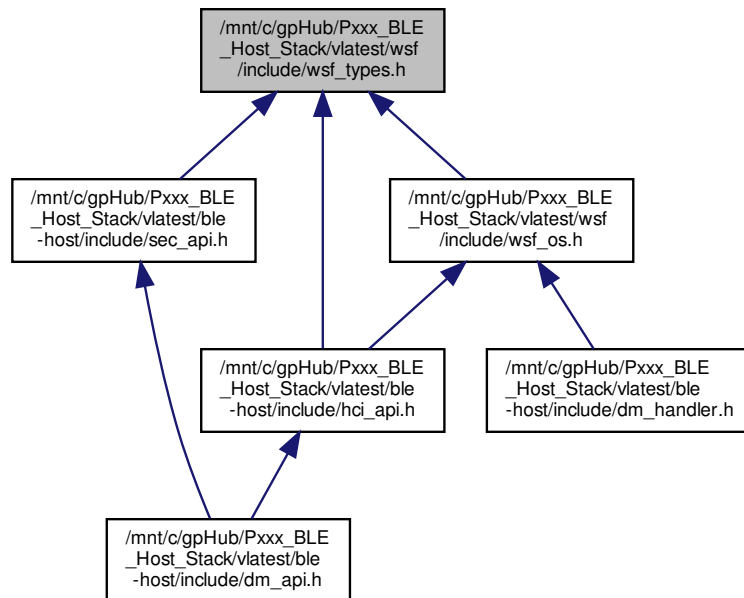 /mnt/c/gpHub/Pxxx_BLE
_Host_Stack/vlatest/wsf
/include/wsf_types.h
/mnt/c/gpHub/Pxxx_BLE
_Host_Stack/vlatest/ble
-host/include/sec_api.h
/mnt/c/gpHub/Pxxx_BLE
_Host_Stack/vlatest/wsf
/include/wsf_os.h
/mnt/c/gpHub/Pxxx_BLE
_Host_Stack/vlatest/ble
-host/include/hci_api.h
/mnt/c/gpHub/Pxxx_BLE
_Host_Stack/vlatest/ble
-host/include/dm_handler.h
/mnt/c/gpHub/Pxxx_BLE
_Host_Stack/vlatest/ble
-host/include/dm_api.h